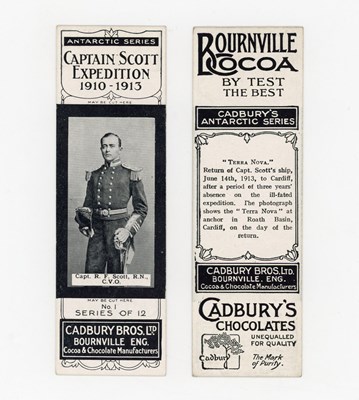 ANTARCTIC SERIES
CAPTAIN SCOTT
EXPEDITION
1910-1913
MAY BE CUT HERE
Capt. R. F. Scott, R.N.,
C.V.O.
MAY BE CUT HERE
No. 1
SERIES OF 12
CADBURY BROS. LTD
BOURNVILLE ENG.
Cocoa & Chocolate Manufacturers
BOURNVILLE
COCOA
BY TEST
THE BEST
CADBURY'S
ANTARCTIC SERIES
"TERRA NOVA."
Return of Capt. Scott's ship,
June 14th, 1913, to Cardiff,
after a period of three years'
absence on the ill-fated
expedition. The photograph
shows the "Terra Nova" at
anchor in Roath Basin,
Cardiff, on the day of
the return.
CADBURY BROS. LTD.
BOURNVILLE. ENG.
Cocoa & Chocolate Manufacturers
CADBURY'S
CHOCOLATES
UNEQUALLED
FOR QUALITY
Cadbury
The Mark
of Purity.